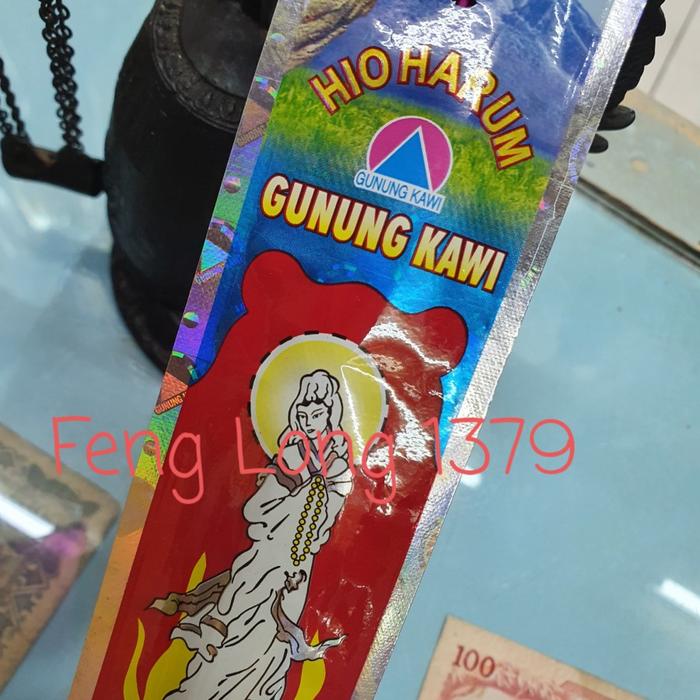 HIO HARUM
GUNUNG KAWI
GUNUNG KAWI
Feng Long 1379
100